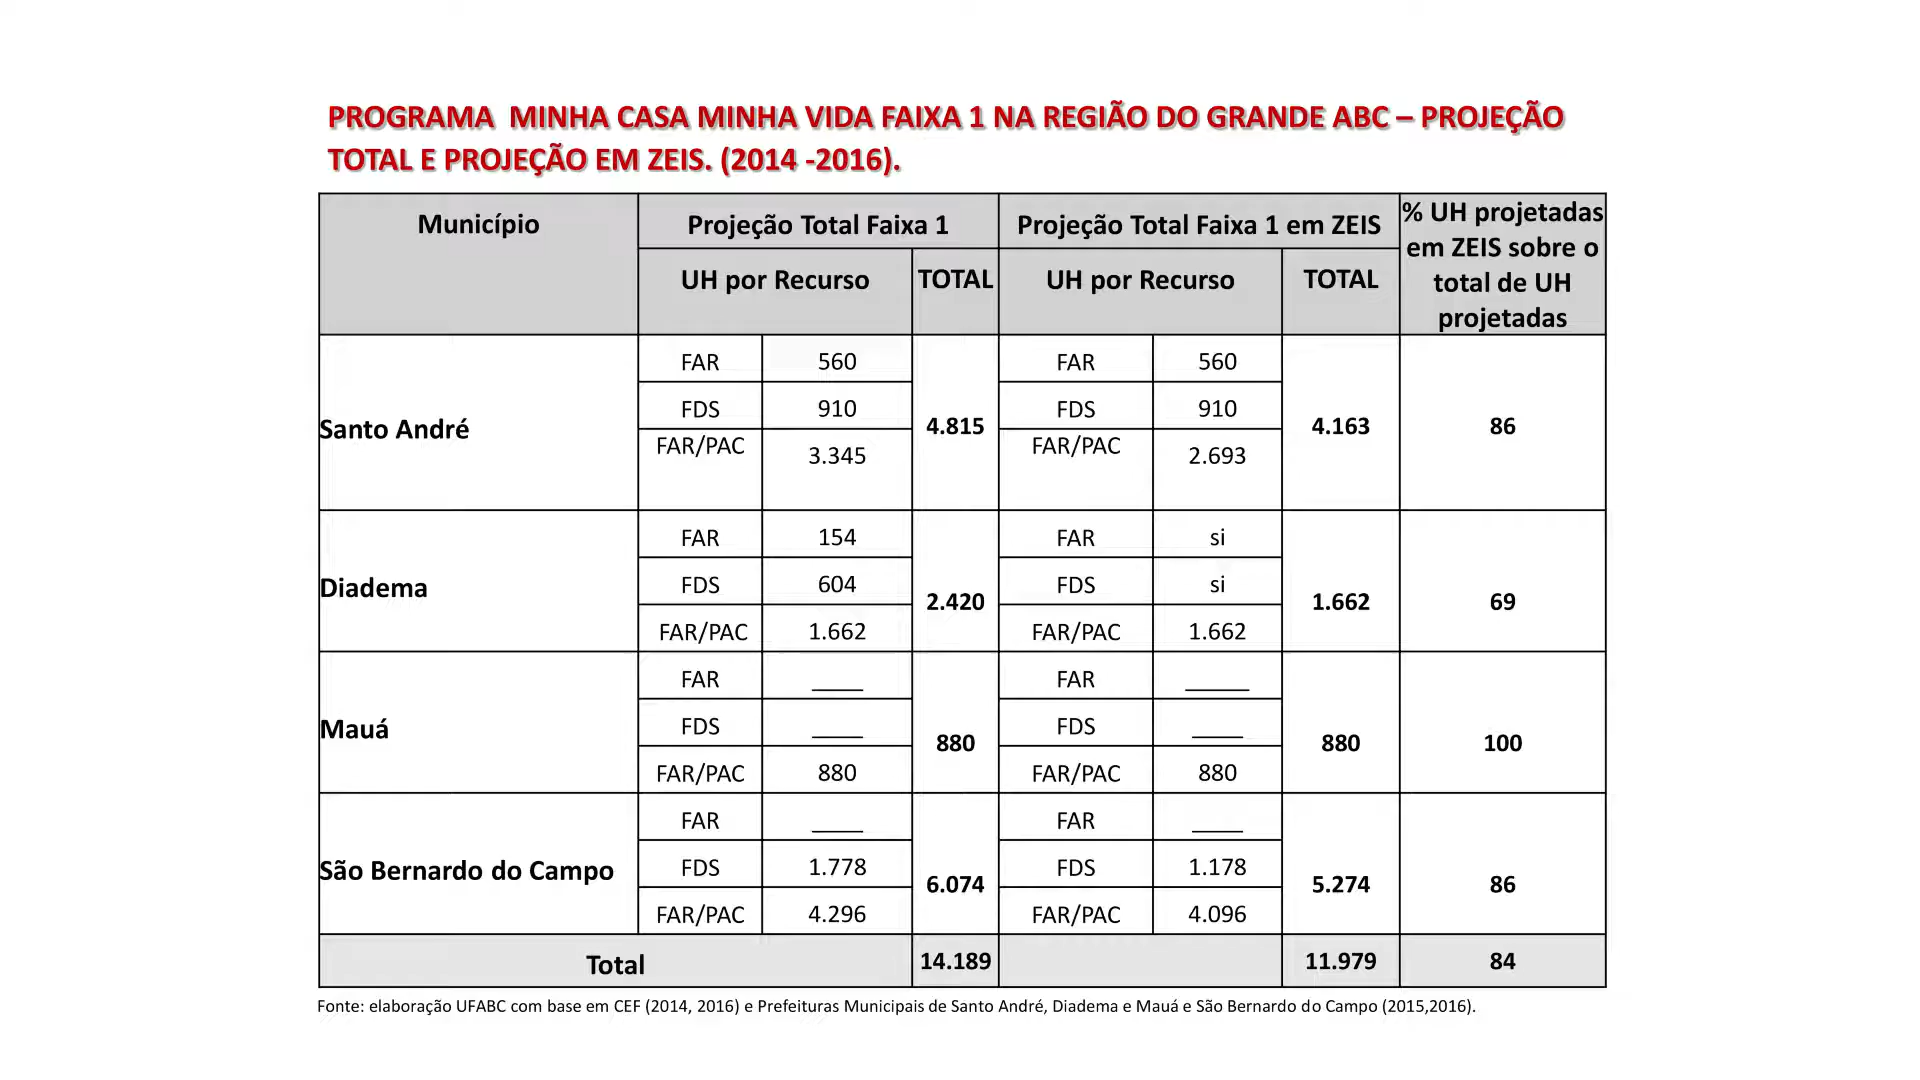 PROGRAMA  MINHA CASA MINHA VIDA FAIXA 1 NA REGIÃO DO GRANDE ABC – PROJEÇÃO
TOTAL E PROJEÇÃO EM ZEIS. (2014 -2016).
Município
Projeção Total Faixa 1
Projeção Total Faixa 1 em ZEIS
% UH projetadas
em ZEIS sobre o
total de UH
projetadas
UH por Recurso
TOTAL
UH por Recurso
TOTAL
Santo André
FAR 560 FAR 560
FDS 910 FDS 910
FAR/PAC 3.345 FAR/PAC 2.693
4.815 4.163 86
Diadema
FAR 154 FAR si
FDS 604 FDS si
FAR/PAC 1.662 FAR/PAC 1.662
2.420 1.662 69
Mauá
FAR ____ FAR _____
FDS ____ FDS ____
FAR/PAC 880 FAR/PAC 880
880 880 100
São Bernardo do Campo
FAR ____ FAR ____
FDS 1.778 FDS 1.178
FAR/PAC 4.296 FAR/PAC 4.096
6.074 5.274 86
Total 14.189 11.979 84
Fonte: elaboração UFABC com base em CEF (2014, 2016) e Prefeituras Municipais de Santo André, Diadema e Mauá e São Bernardo do Campo (2015,2016).